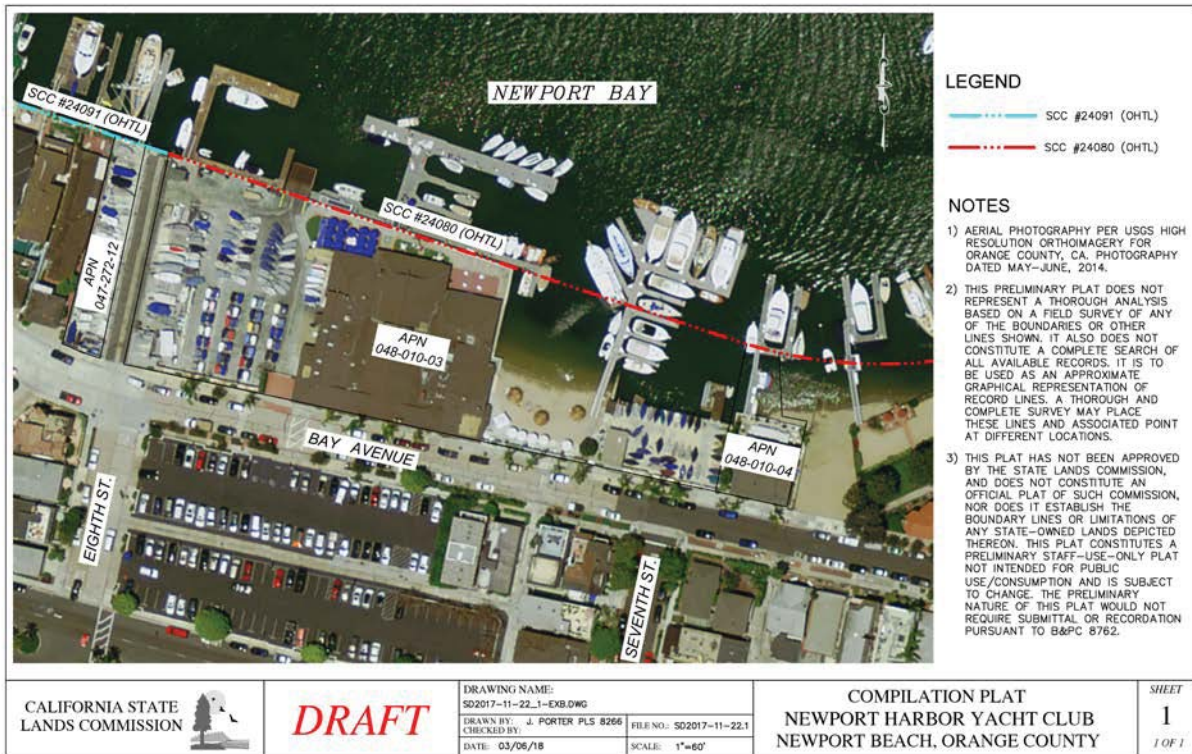 NEWPORT BAY
SCC #24091 (OHTL)
SCC #24080 (OHTL)
APN
047-272-12
APN
048-010-03
APN
048-010-04
BAY AVENUE
EIGHTH ST.
SEVENTH ST.
LEGEND
SCC #24091 (OHTL)
SCC #24080 (OHTL)
NOTES
1) AERIAL PHOTOGRAPHY PER USGS HIGH
RESOLUTION ORTHOIMAGERY FOR
ORANGE COUNTY, CA. PHOTOGRAPHY
DATED MAY-JUNE, 2014.
2) THIS PRELIMINARY PLAT DOES NOT
REPRESENT A THOROUGH ANALYSIS
BASED ON A FIELD SURVEY OF ANY
OF THE BOUNDARIES OR OTHER
LINES SHOWN. IT ALSO DOES NOT
CONSTITUTE A COMPLETE SEARCH OF
ALL AVAILABLE RECORDS. IT IS TO
BE USED AS AN APPROXIMATE
GRAPHICAL REPRESENTATION OF
RECORD LINES. A THOROUGH AND
COMPLETE SURVEY MAY PLACE
THESE LINES AND ASSOCIATED POINT
AT DIFFERENT LOCATIONS.
3) THIS PLAT HAS NOT BEEN APPROVED
BY THE STATE LANDS COMMISSION,
AND DOES NOT CONSTITUTE AN
OFFICIAL PLAT OF SUCH COMMISSION,
NOR DOES IT ESTABLISH THE
BOUNDARY LINES OR LIMITATIONS OF
ANY STATE-OWNED LANDS DEPICTED
THEREON. THIS PLAT CONSTITUTES A
PRELIMINARY STAFF-USE-ONLY PLAT
NOT INTENDED FOR PUBLIC
USE/CONSUMPTION AND IS SUBJECT
TO CHANGE. THE PRELIMINARY
NATURE OF THIS PLAT WOULD NOT
REQUIRE SUBMITTAL OR RECORDATION
PURSUANT TO B&PC 8762.
CALIFORNIA STATE
LANDS COMMISSION
DRAFT
DRAWING NAME:
SD2017-11-22_1-EXB.DWG
DRAWN BY: J. PORTER PLS 8266
CHECKED BY:
FILE NO.: SD2017-11-22.1
DATE: 03/06/18
SCALE: 1"=60'
COMPILATION PLAT
NEWPORT HARBOR YACHT CLUB
NEWPORT BEACH, ORANGE COUNTY
SHEET
1
1 OF 1